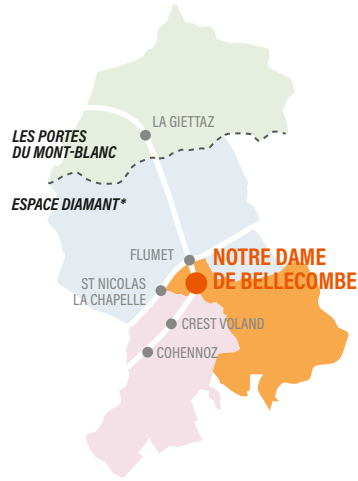 LA GIETTAZ
LES PORTES
DU MONT-BLANC
ESPACE DIAMANT*
FLUMET
NOTRE DAME
DE BELLECOMBE
ST NICOLAS
LA CHAPELLE
CREST VOLAND
COHENNOZ